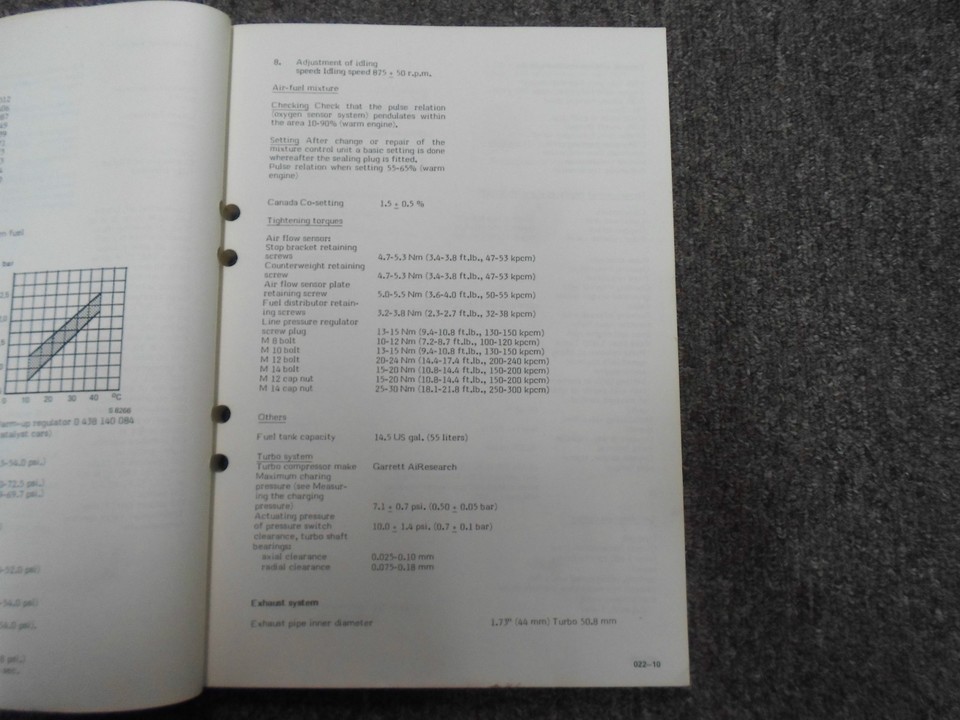 n fuel
bar
0 10 20 30 40 °C
S 6266
arm-up regulator 0 438 140 084
atalyst cars)
8. Adjustment of idling
speed: Idling speed 875 ± 50 r.p.m.
Air-fuel mixture
Checking Check that the pulse relation
(oxygen sensor system) pendulates within
the area 10-90% (warm engine).
Setting After change or repair of the
mixture control unit a basic setting is done
whereafter the sealing plug is fitted.
Pulse relation when setting 55-65% (warm
engine)
Canada Co-setting 1.5 ± 0.5 %
Tightening torques
Air flow sensor:
Stop bracket retaining
screws 4.7-5.3 Nm (3.4-3.8 ft.lb., 47-53 kpcm)
Counterweight retaining
screw 4.7-5.3 Nm (3.4-3.8 ft.lb., 47-53 kpcm)
Air flow sensor plate
retaining screw 5.0-5.5 Nm (3.6-4.0 ft.lb., 50-55 kpcm)
Fuel distributor retain-
ing screws 3.2-3.8 Nm (2.3-2.7 ft.lb., 32-38 kpcm)
Line pressure regulator
screw plug 13-15 Nm (9.4-10.8 ft.lb., 130-150 kpcm)
M 8 bolt 10-12 Nm (7.2-8.7 ft.lb., 100-120 kpcm)
M 10 bolt 13-15 Nm (9.4-10.8 ft.lb., 130-150 kpcm)
M 12 bolt 20-24 Nm (14.4-17.4 ft.lb., 200-240 kpcm)
M 14 bolt 15-20 Nm (10.8-14.4 ft.lb., 150-200 kpcm)
M 12 cap nut 15-20 Nm (10.8-14.4 ft.lb., 150-200 kpcm)
M 14 cap nut 25-30 Nm (18.1-21.8 ft.lb., 250-300 kpcm)
Others
Fuel tank capacity 14.5 US gal. (55 liters)
Turbo system
Turbo compressor make Garrett AiResearch
Maximum charing
pressure (see Measur-
ing the charging
pressure) 7.1 ± 0.7 psi. (0.50 ± 0.05 bar)
Actuating pressure
of pressure switch 10.0 ± 1.4 psi. (0.7 ± 0.1 bar)
clearance, turbo shaft
bearings:
axial clearance 0.025-0.10 mm
radial clearance 0.075-0.18 mm
Exhaust system
Exhaust pipe inner diameter 1.73" (44 mm) Turbo 50.8 mm
022-10